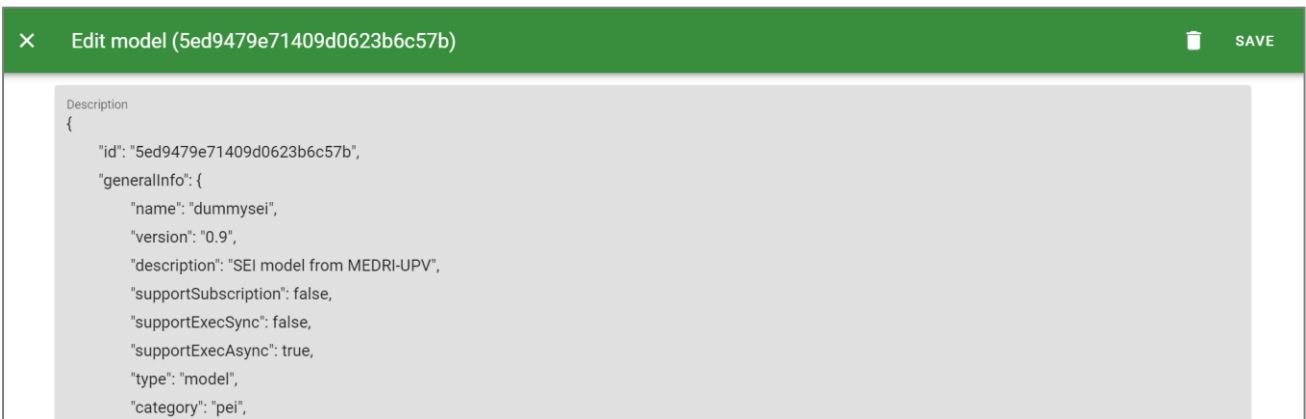 Edit model (5ed9479e71409d0623b6c57b)
SAVE
Description
{
"id": "5ed9479e71409d0623b6c57b",
"generalInfo": {
"name": "dummysei",
"version": "0.9",
"description": "SEI model from MEDRI-UPV",
"supportSubscription": false,
"supportExecSync": false,
"supportExecAsync": true,
"type": "model",
"category": "pei",